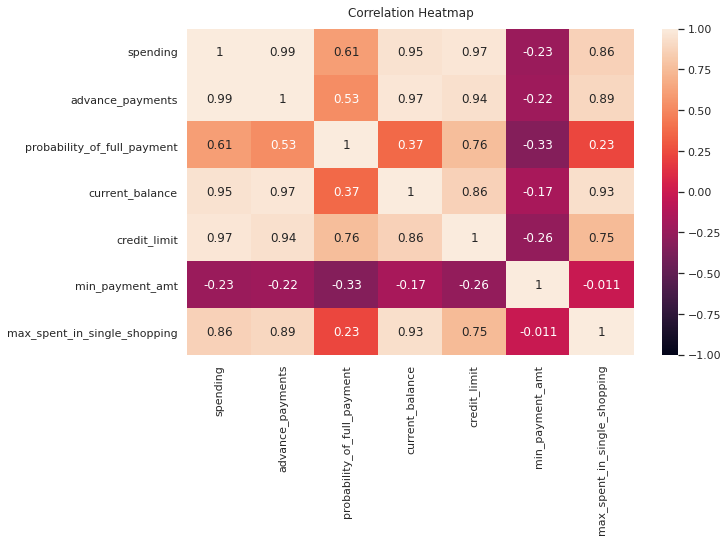 Correlation Heatmap
spending 1 0.99 0.61 0.95 0.97 -0.23 0.86
advance_payments 0.99 1 0.53 0.97 0.94 -0.22 0.89
probability_of_full_payment 0.61 0.53 1 0.37 0.76 -0.33 0.23
current_balance 0.95 0.97 0.37 1 0.86 -0.17 0.93
credit_limit 0.97 0.94 0.76 0.86 1 -0.26 0.75
min_payment_amt -0.23 -0.22 -0.33 -0.17 -0.26 1 -0.011
max_spent_in_single_shopping 0.86 0.89 0.23 0.93 0.75 -0.011 1
spending
advance_payments
probability_of_full_payment
current_balance
credit_limit
min_payment_amt
max_spent_in_single_shopping
1.00
0.75
0.50
0.25
0.00
−0.25
−0.50
−0.75
−1.00